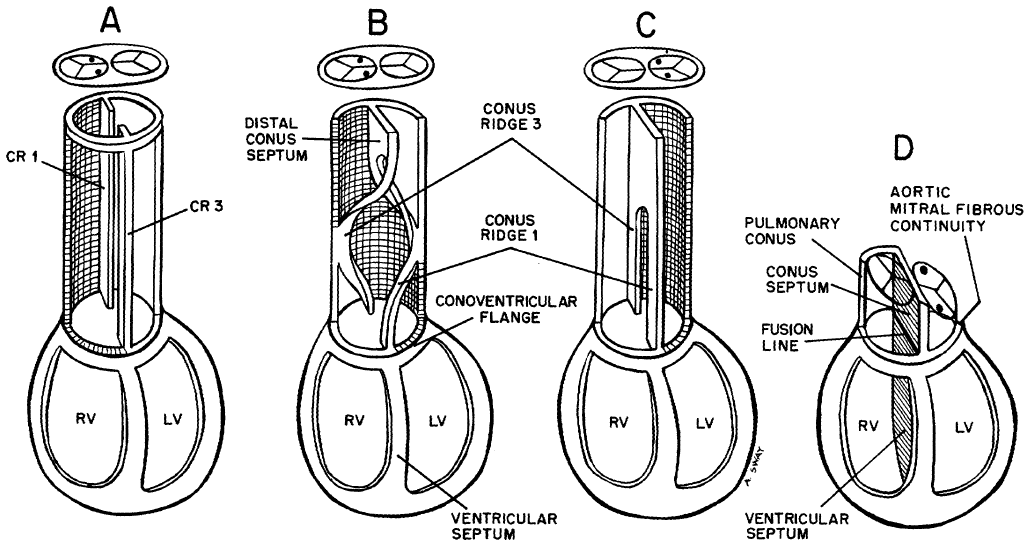 A
B
C
D
CR 1
CR 3
DISTAL
CONUS
SEPTUM
CONUS
RIDGE 3
CONUS
RIDGE 1
CONOVENTRICULAR
FLANGE
RV
LV
RV
LV
VENTRICULAR
SEPTUM
RV
LV
A. SWAY
AORTIC
MITRAL FIBROUS
CONTINUITY
PULMONARY
CONUS
CONUS
SEPTUM
FUSION
LINE
RV
LV
VENTRICULAR
SEPTUM